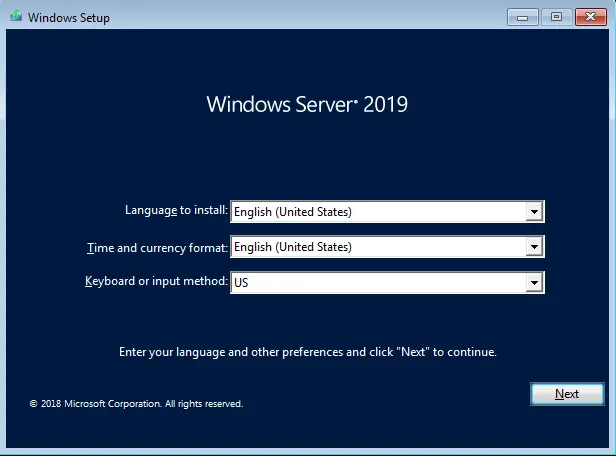 Windows Setup
Windows Server® 2019
Language to install: English (United States)
Time and currency format: English (United States)
Keyboard or input method: US
Enter your language and other preferences and click "Next" to continue.
Next
© 2018 Microsoft Corporation. All rights reserved.